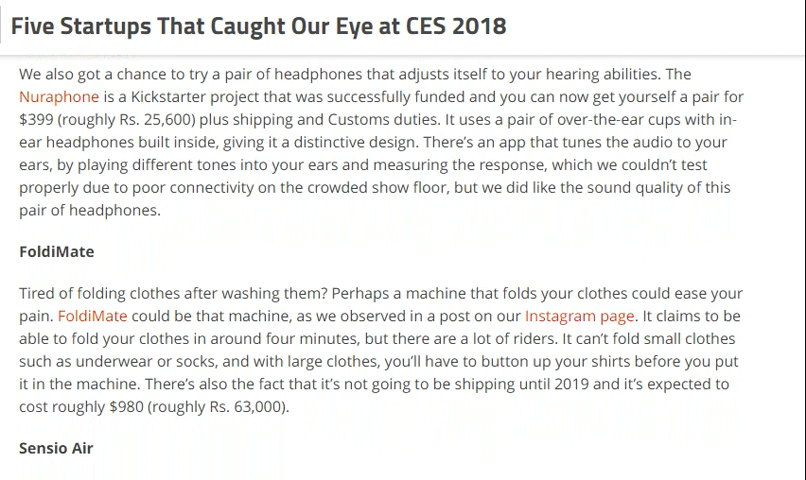 Five Startups That Caught Our Eye at CES 2018
We also got a chance to try a pair of headphones that adjusts itself to your hearing abilities. The
Nuraphone is a Kickstarter project that was successfully funded and you can now get yourself a pair for
$399 (roughly Rs. 25,600) plus shipping and Customs duties. It uses a pair of over-the-ear cups with in-
ear headphones built inside, giving it a distinctive design. There's an app that tunes the audio to your
ears, by playing different tones into your ears and measuring the response, which we couldn't test
properly due to poor connectivity on the crowded show floor, but we did like the sound quality of this
pair of headphones.
FoldiMate
Tired of folding clothes after washing them? Perhaps a machine that folds your clothes could ease your
pain. FoldiMate could be that machine, as we observed in a post on our Instagram page. It claims to be
able to fold your clothes in around four minutes, but there are a lot of riders. It can't fold small clothes
such as underwear or socks, and with large clothes, you'll have to button up your shirts before you put
it in the machine. There's also the fact that it's not going to be shipping until 2019 and it's expected to
cost roughly $980 (roughly Rs. 63,000).
Sensio Air